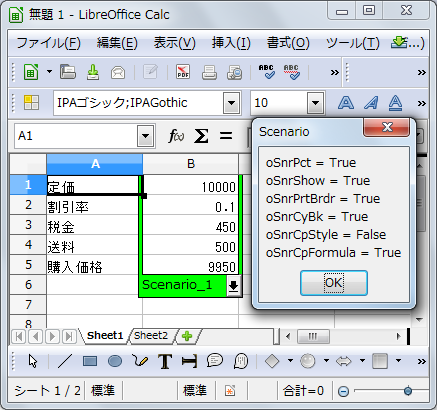 無題 1 - LibreOffice Calc
ファイル(F) 編集(E) 表示(V) 挿入(I) 書式(O) ツール(T)
ABC ABC
IPAゴシック;IPAGothic 10 A A
A1 f(x) Σ =
A B
1 定価 10000
2 割引率 0.1
3 税金 450
4 送料 500
5 購入価格 9950
6 Scenario_1
7
8
Scenario
oSnrPct = True
oSnrShow = True
oSnrPrtBrdr = True
oSnrCyBk = True
oSnrCpStyle = False
oSnrCpFormula = True
OK
Sheet1 Sheet2
シート 1 / 2 標準 標準 合計=0